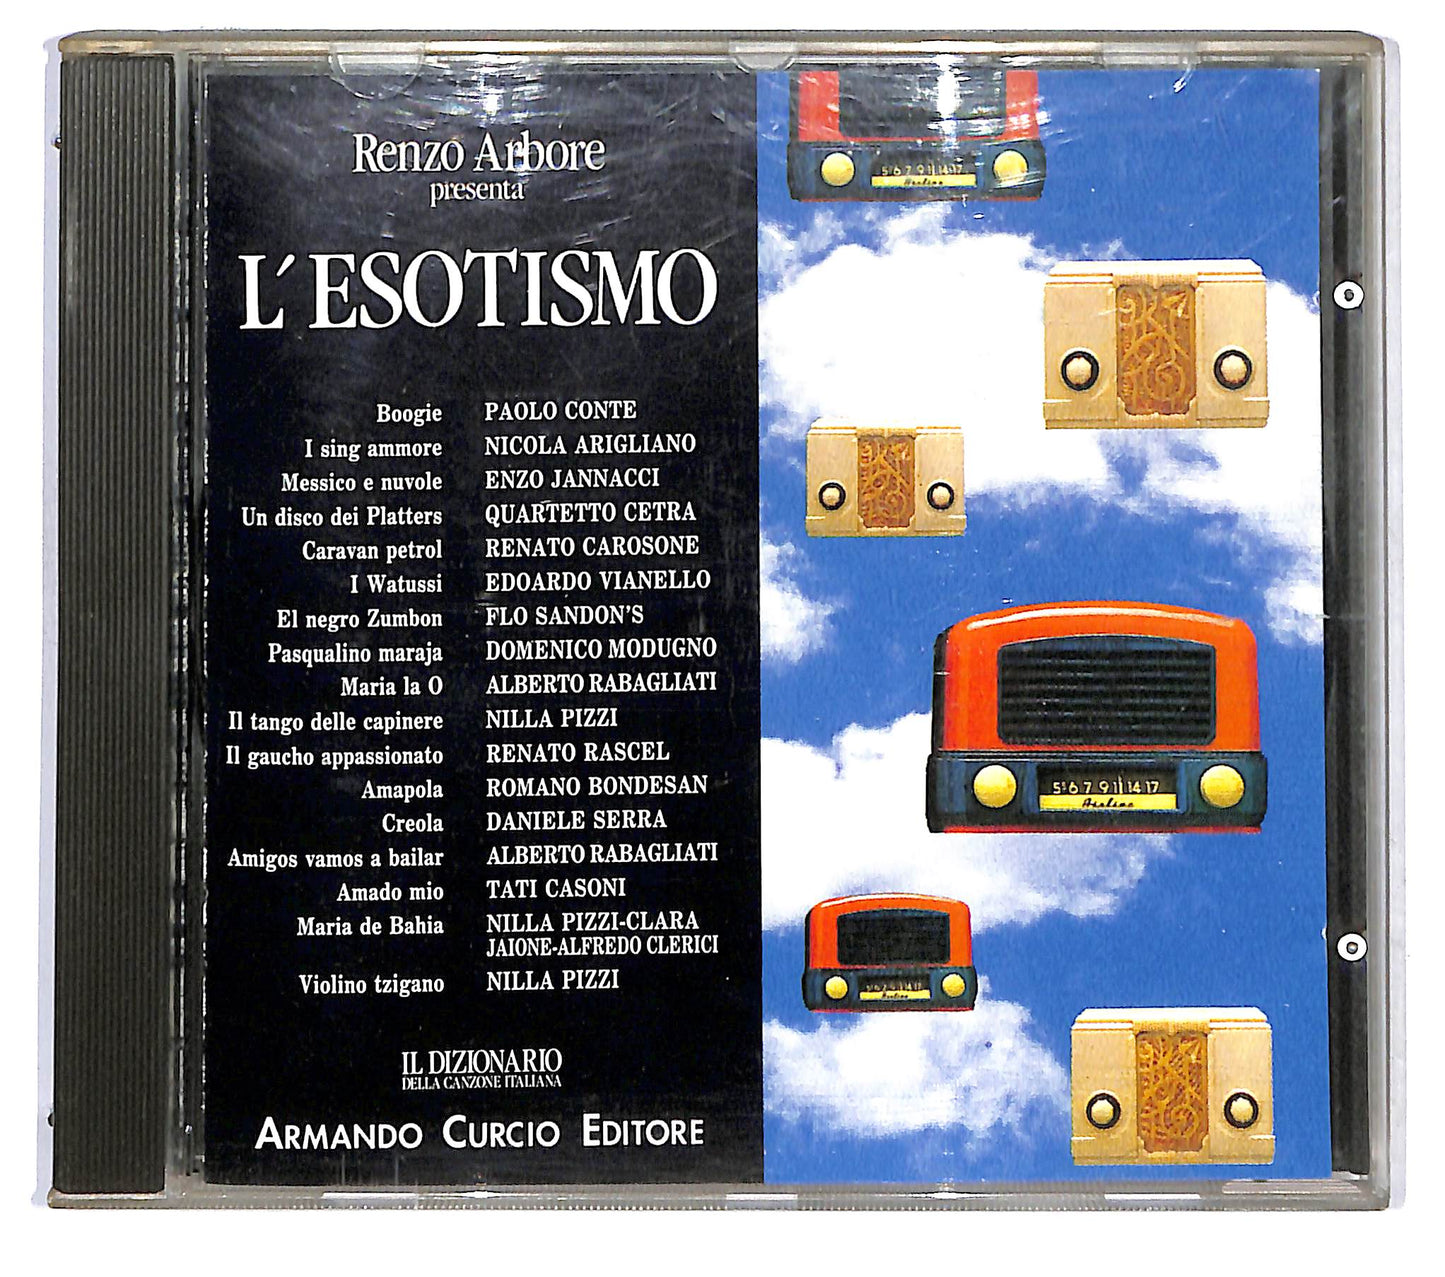 Renzo Arbore
presenta
L'ESOTISMO
Boogie PAOLO CONTE
I sing ammore NICOLA ARIGLIANO
Messico e nuvole ENZO JANNACCI
Un disco dei Platters QUARTETTO CETRA
Caravan petrol RENATO CAROSONE
I Watussi EDOARDO VIANELLO
El negro Zumbon FLO SANDON'S
Pasqualino maraja DOMENICO MODUGNO
Maria la O ALBERTO RABAGLIATI
Il tango delle capinere NILLA PIZZI
Il gaucho appassionato RENATO RASCEL
Amapola ROMANO BONDESAN
Creola DANIELE SERRA
Amigos vamos a bailar ALBERTO RABAGLIATI
Amado mio TATI CASONI
Maria de Bahia NILLA PIZZI-CLARA
JAIONE-ALFREDO CLERICI
Violino tzigano NILLA PIZZI
IL DIZIONARIO
DELLA CANZONE ITALIANA
ARMANDO CURCIO EDITORE